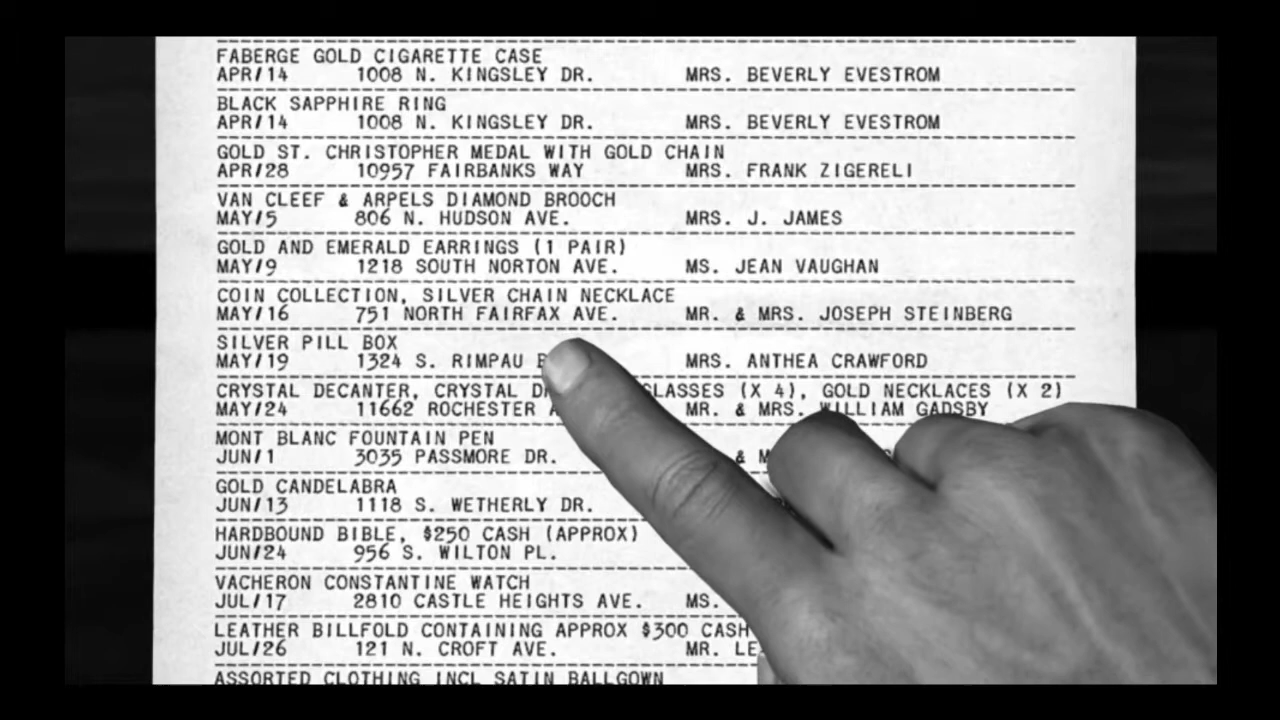 FABERGE GOLD CIGARETTE CASE
APR/14 1008 N. KINGSLEY DR. MRS. BEVERLY EVESTROM
BLACK SAPPHIRE RING
APR/14 1008 N. KINGSLEY DR. MRS. BEVERLY EVESTROM
GOLD ST. CHRISTOPHER MEDAL WITH GOLD CHAIN
APR/28 10957 FAIRBANKS WAY MRS. FRANK ZIGERELI
VAN CLEEF & ARPELS DIAMOND BROOCH
MAY/5 806 N. HUDSON AVE. MRS. J. JAMES
GOLD AND EMERALD EARRINGS (1 PAIR)
MAY/9 1218 SOUTH NORTON AVE. MS. JEAN VAUGHAN
COIN COLLECTION, SILVER CHAIN NECKLACE
MAY/16 751 NORTH FAIRFAX AVE. MR. & MRS. JOSEPH STEINBERG
SILVER PILL BOX
MAY/19 1324 S. RIMPAU MRS. ANTHEA CRAWFORD
CRYSTAL DECANTER, CRYSTAL GLASSES (X 4), GOLD NECKLACES (X 2)
MAY/24 11662 ROCHESTER MR. & MRS. WILLIAM GADSBY
MONT BLANC FOUNTAIN PEN
JUN/1 3035 PASSMORE DR. &
GOLD CANDELABRA
JUN/13 1118 S. WETHERLY DR.
HARDBOUND BIBLE, $250 CASH (APPROX)
JUN/24 956 S. WILTON PL.
VACHERON CONSTANTINE WATCH
JUL/17 2810 CASTLE HEIGHTS AVE. MS.
LEATHER BILLFOLD CONTAINING APPROX $300 CASH
JUL/26 121 N. CROFT AVE. MR.
ASSORTED CLOTHING INCL SATIN BALLGOWN